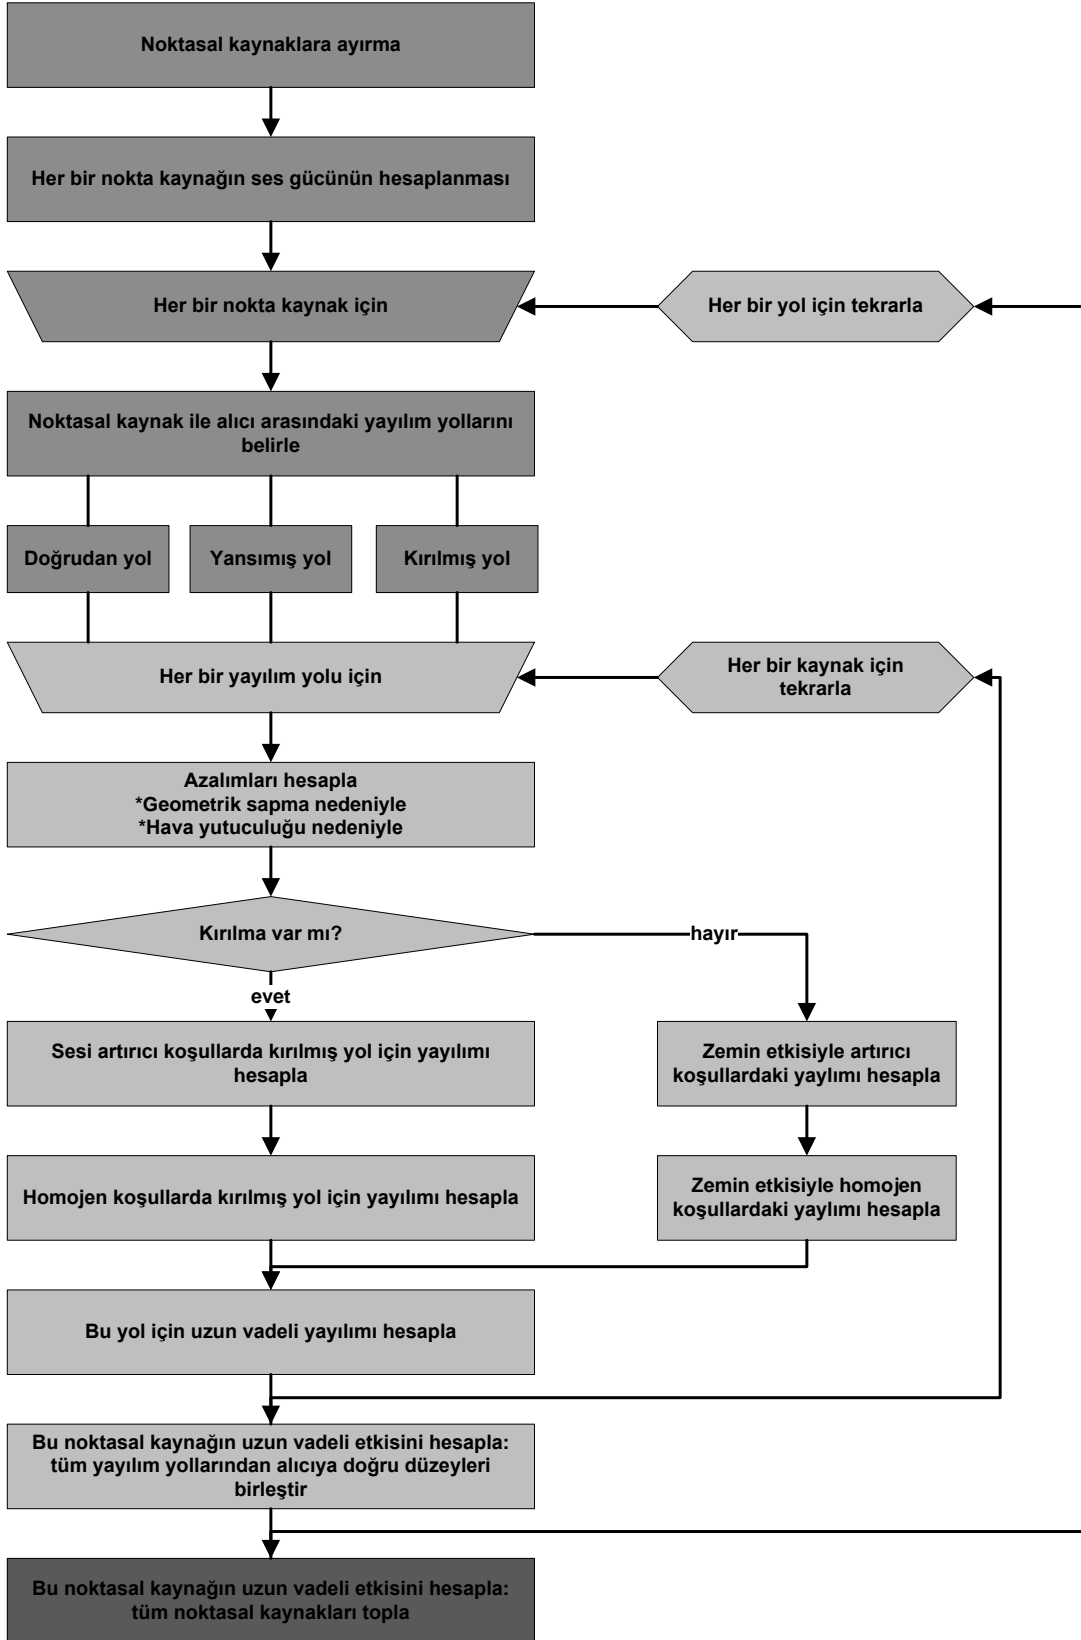 Noktasal kaynaklara ayırma
Her bir nokta kaynağın ses gücünün hesaplanması
Her bir nokta kaynak için
Her bir yol için tekrarla
Noktasal kaynak ile alıcı arasındaki yayılım yollarını
belirle
Doğrudan yol
Yansımış yol
Kırılmış yol
Her bir yayılım yolu için
Her bir kaynak için
tekrarla
Azalımları hesapla
*Geometrik sapma nedeniyle
*Hava yutuculuğu nedeniyle
Kırılma var mı?
hayır
evet
Sesi artırıcı koşullarda kırılmış yol için yayılımı
hesapla
Zemin etkisiyle artırıcı
koşullardaki yaylımı hesapla
Homojen koşullarda kırılmış yol için yayılımı hesapla
Zemin etkisiyle homojen
koşullardaki yaylımı hesapla
Bu yol için uzun vadeli yayılımı hesapla
Bu noktasal kaynağın uzun vadeli etkisini hesapla:
tüm yayılım yollarından alıcıya doğru düzeyleri
birleştir
Bu noktasal kaynağın uzun vadeli etkisini hesapla:
tüm noktasal kaynakları topla